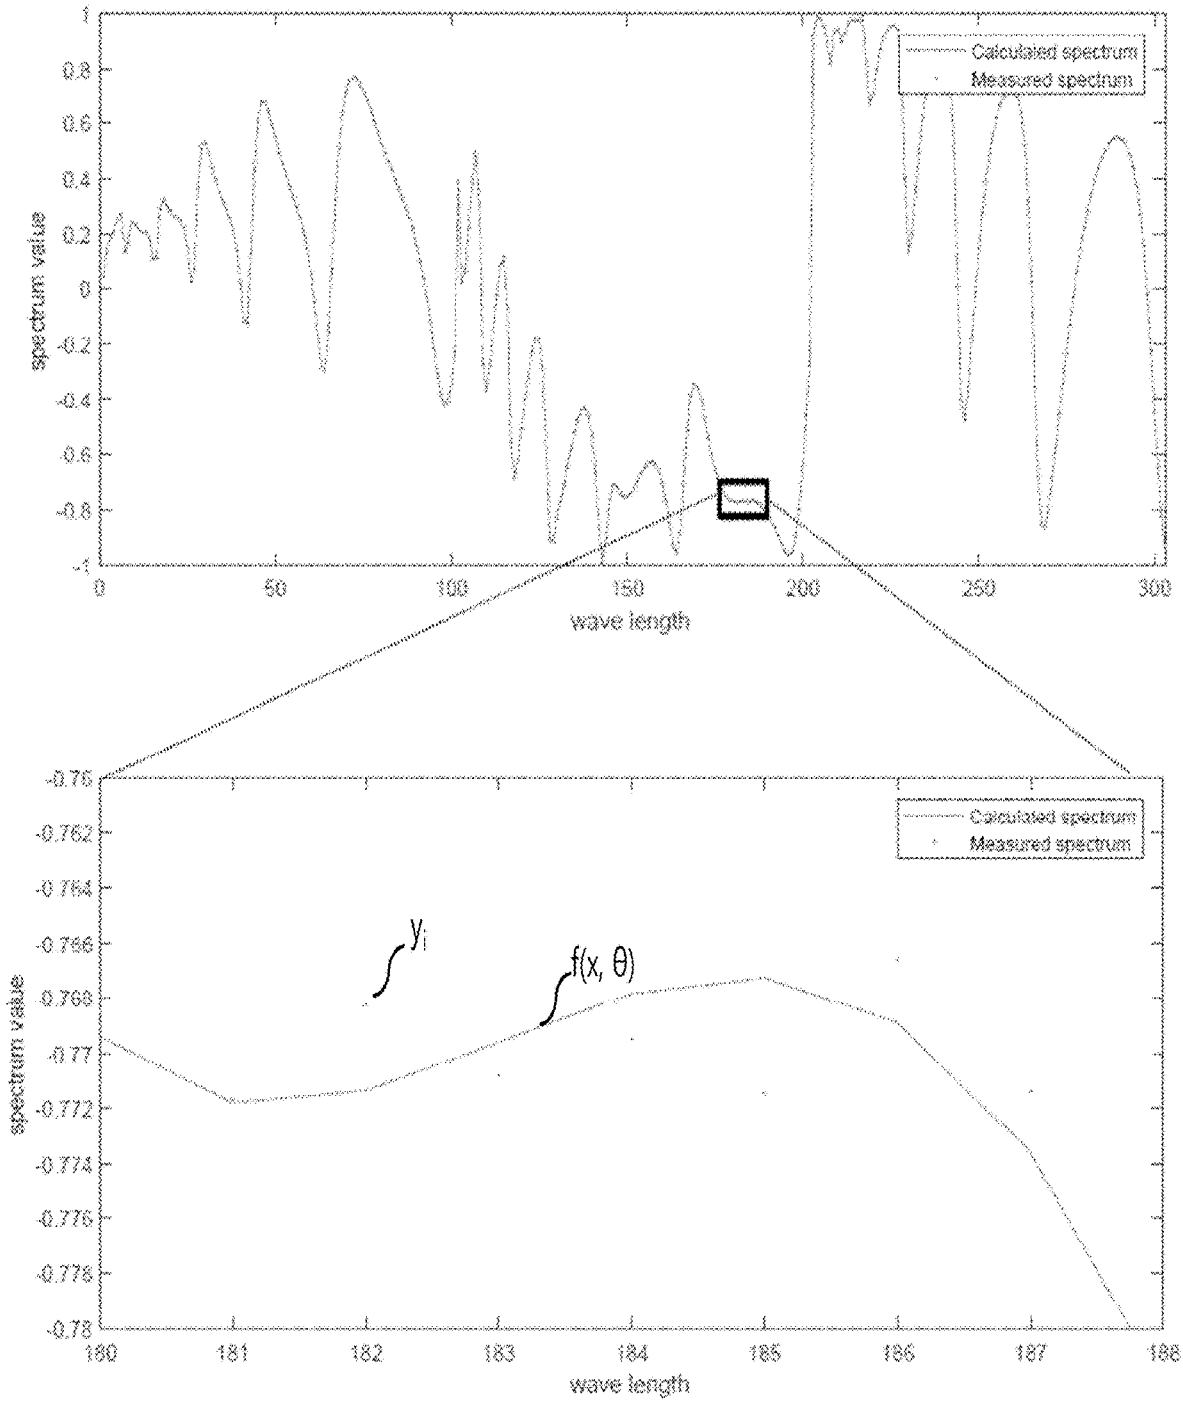 1
0.8
0.6
0.4
0.2
0
-0.2
-0.4
-0.6
-0.8
-1
spectrum value
Calculated spectrum
Measured spectrum
0 50 100 150 200 250 300
wave length
-0.76
-0.762
-0.764
-0.766
-0.768
-0.77
-0.772
-0.774
-0.776
-0.778
-0.78
spectrum value
Calculated spectrum
Measured spectrum
yᵢ
f(x, θ)
180 181 182 183 184 185 186 187 188
wave length